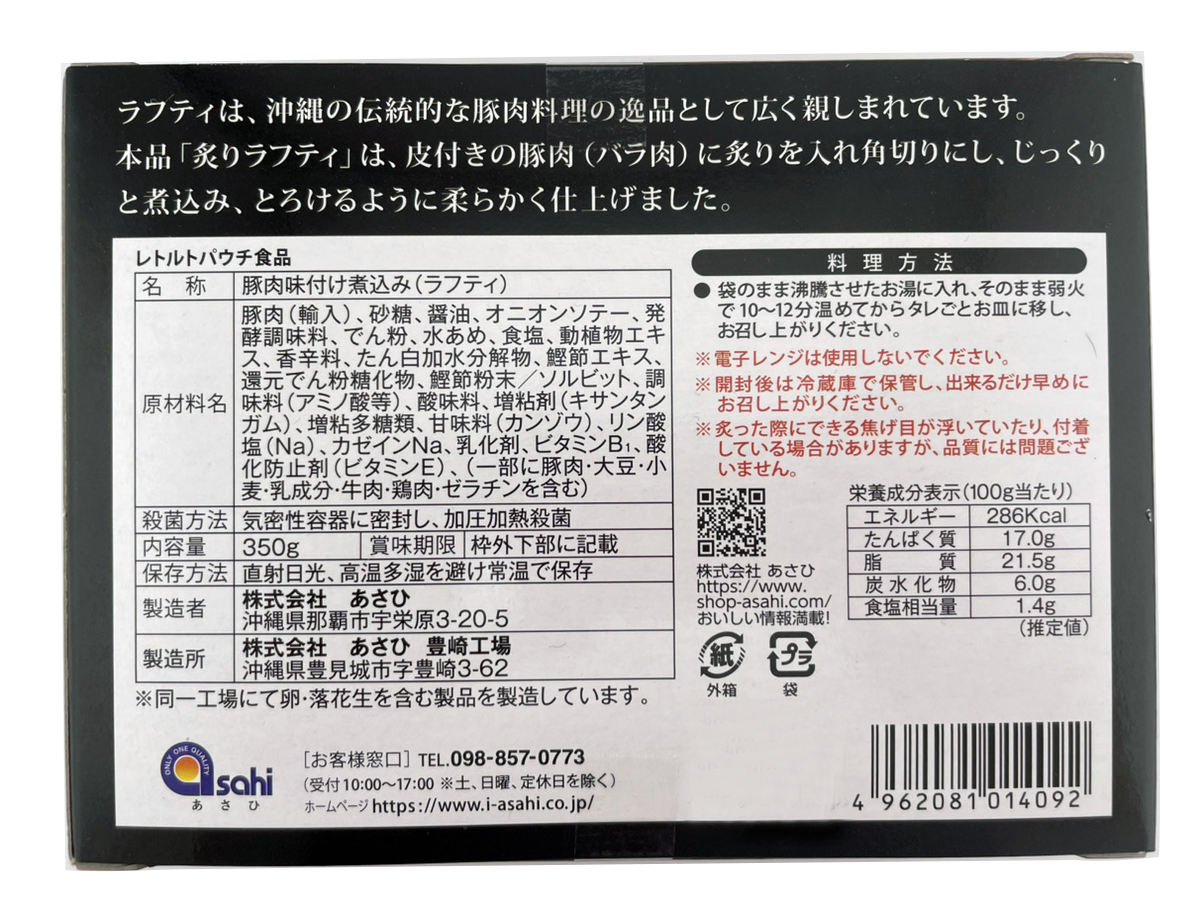 ラフティは、沖縄の伝統的な豚肉料理の逸品として広く親しまれています。
本品「炙りラフティ」は、皮付きの豚肉（バラ肉）に炙りを入れ角切りにし、じっくり
と煮込み、とろけるように柔らかく仕上げました。
レトルトパウチ食品
名 称 豚肉味付け煮込み（ラフティ）
原材料名
豚肉（輸入）、砂糖、醤油、オニオンソテー、発
酵調味料、でん粉、水あめ、食塩、動植物エキ
ス、香辛料、たん白加水分解物、鰹節エキス、
還元でん粉糖化物、鰹節粉末／ソルビット、調
味料（アミノ酸等）、酸味料、増粘剤（キサンタン
ガム）、増粘多糖類、甘味料（カンゾウ）、リン酸
塩（Na）、カゼインNa、乳化剤、ビタミンB₁、酸
化防止剤（ビタミンE）、（一部に豚肉・大豆・小
麦・乳成分・牛肉・鶏肉・ゼラチンを含む）
殺菌方法 気密性容器に密封し、加圧加熱殺菌
内容量 350g 賞味期限 枠外下部に記載
保存方法 直射日光、高温多湿を避け常温で保存
製造者
株式会社 あさひ
沖縄県那覇市宇栄原3-20-5
製造所
株式会社 あさひ 豊崎工場
沖縄県豊見城市字豊崎3-62
※同一工場にて卵・落花生を含む製品を製造しています。
料理方法
●袋のまま沸騰させたお湯に入れ、そのまま弱火
で10〜12分温めてからタレごとお皿に移し、
お召し上がりください。
※電子レンジは使用しないでください。
※開封後は冷蔵庫で保管し、出来るだけ早めに
お召し上がりください。
※炙った際にできる焦げ目が浮いていたり、付着
している場合がありますが、品質には問題ござ
いません。
株式会社 あさひ
https://www.
shop-asahi.com/
おいしい情報満載!
紙
外箱
プラ
袋
栄養成分表示（100g当たり）
エネルギー 286Kcal
たんぱく質 17.0g
脂 質 21.5g
炭水化物 6.0g
食塩相当量 1.4g
（推定値）
ONLY ONE QUALITY
asahi
あさひ
［お客様窓口］ TEL.098-857-0773
（受付10:00〜17:00 ※土、日曜、定休日を除く）
ホームページ https://www.i-asahi.co.jp/
4 962081 014092